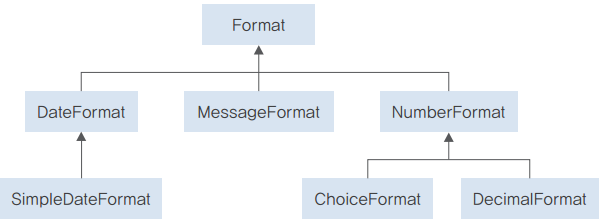 Format
DateFormat
MessageFormat
NumberFormat
SimpleDateFormat
ChoiceFormat
DecimalFormat